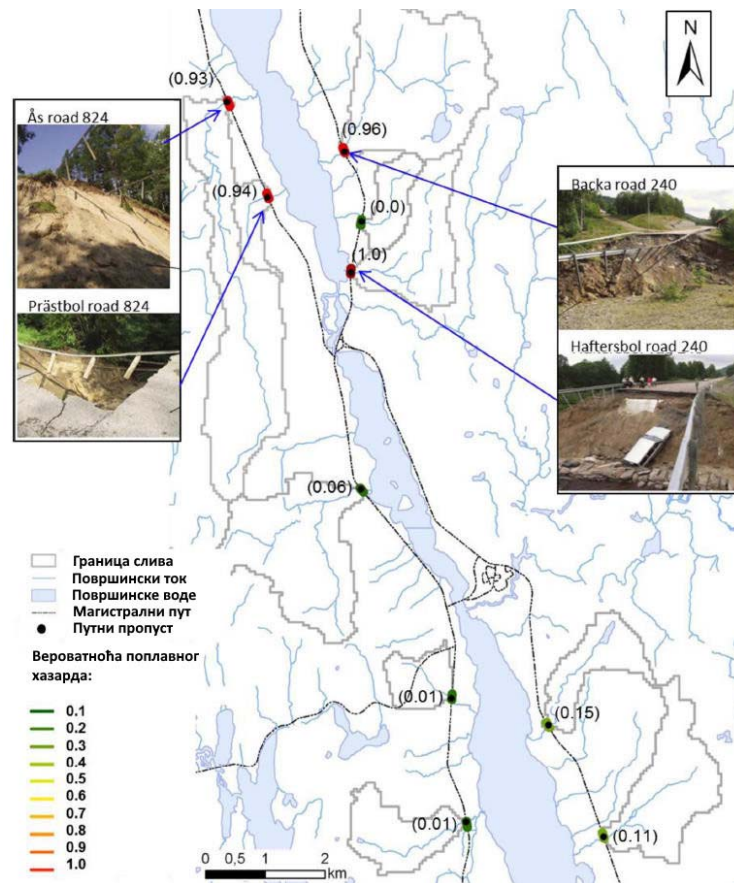 N
(0.93)
Ås road 824
(0.94)
Prästbol road 824
(0.96)
(0.0)
(1.0)
Backa road 240
Haftersbol road 240
(0.06)
Граница слива
Површински ток
Површинске воде
Магистрални пут
Путни пропуст
Вероватноћа поплавног
хазарда:
0.1
0.2
0.3
0.4
0.5
0.6
0.7
0.8
0.9
1.0
(0.01)
(0.15)
(0.01)
(0.11)
0 0,5 1 2
km